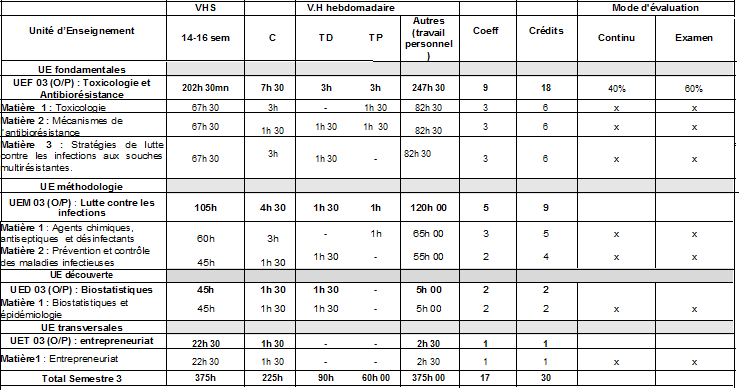 Unité d'Enseignement VHS V.H hebdomadaire Coeff Crédits Mode d'évaluation
14-16 sem C TD TP Autres (travail personnel) Continu Examen
UE fondamentales
UEF 03 (O/P) : Toxicologie et Antibiorésistance 202h 30mn 7h 30 3h 3h 247h 30 9 18 40% 60%
Matière 1 : Toxicologie 67h 30 3h - 1h 30 82h 30 3 6 x x
Matière 2 : Mécanismes de l'antibiorésistance 67h 30 1h 30 1h 30 1h 30 82h 30 3 6 x x
Matière 3 : Stratégies de lutte contre les infections aux souches multirésistantes. 67h 30 3h 1h 30 - 82h 30 3 6 x x
UE méthodologie
UEM 03 (O/P) : Lutte contre les infections 105h 4h 30 1h 30 1h 120h 00 5 9
Matière 1 : Agents chimiques, antiseptiques et désinfectants 60h 3h - 1h 65h 00 3 5 x x
Matière 2 : Prévention et contrôle des maladies infectieuses 45h 1h 30 1h 30 - 55h 00 2 4 x x
UE découverte
UED 03 (O/P) : Biostatistiques 45h 1h 30 1h 30 - 5h 00 2 2
Matière 1 : Biostatistiques et épidémiologie 45h 1h 30 1h 30 - 5h 00 2 2 x x
UE transversales
UET 03 (O/P) : entrepreneuriat 22h 30 1h 30 - - 2h 30 1 1
Matière1 : Entrepreneuriat 22h 30 1h 30 - - 2h 30 1 1 x x
Total Semestre 3 375h 225h 90h 60h 00 375h 00 17 30